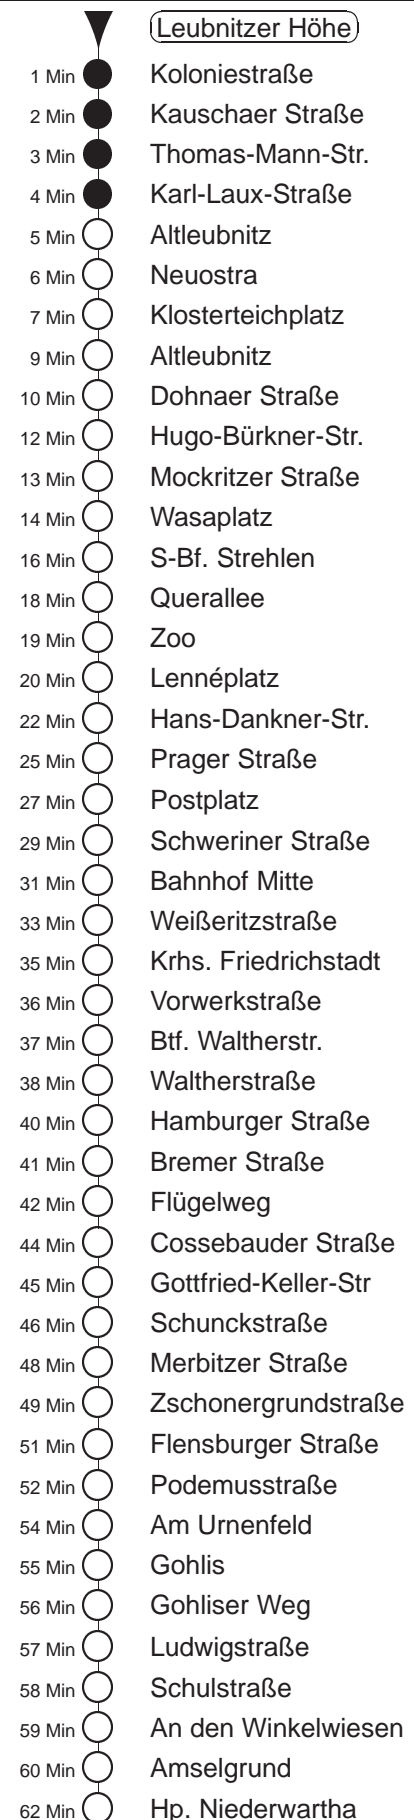 Leubnitzer Höhe
1 Min Koloniestraße
2 Min Kauschaer Straße
3 Min Thomas-Mann-Str.
4 Min Karl-Laux-Straße
5 Min Altleubnitz
6 Min Neuostra
7 Min Klosterteichplatz
9 Min Altleubnitz
10 Min Dohnaer Straße
12 Min Hugo-Bürkner-Str.
13 Min Mockritzer Straße
14 Min Wasaplatz
16 Min S-Bf. Strehlen
18 Min Querallee
19 Min Zoo
20 Min Lennéplatz
22 Min Hans-Dankner-Str.
25 Min Prager Straße
27 Min Postplatz
29 Min Schweriner Straße
31 Min Bahnhof Mitte
33 Min Weißeritzstraße
35 Min Krhs. Friedrichstadt
36 Min Vorwerkstraße
37 Min Btf. Waltherstr.
38 Min Waltherstraße
40 Min Hamburger Straße
41 Min Bremer Straße
42 Min Flügelweg
44 Min Cossebauder Straße
45 Min Gottfried-Keller-Str
46 Min Schunckstraße
48 Min Merbitzer Straße
49 Min Zschonergrundstraße
51 Min Flensburger Straße
52 Min Podemusstraße
54 Min Am Urnenfeld
55 Min Gohlis
56 Min Gohliser Weg
57 Min Ludwigstraße
58 Min Schulstraße
59 Min An den Winkelwiesen
60 Min Amselgrund
62 Min Hp. Niederwartha